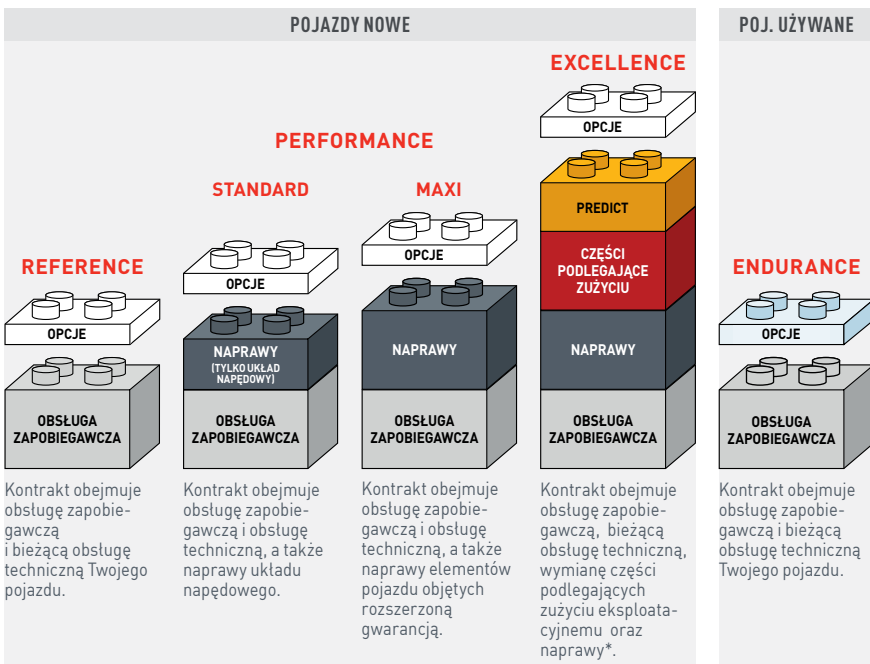 POJAZDY NOWE
REFERENCE
OPCJE
OBSŁUGA
ZAPOBIEGAWCZA
Kontrakt obejmuje
obsługę zapobie-
gawczą
i bieżącą obsługę
techniczną Twojego
pojazdu.
PERFORMANCE
STANDARD
OPCJE
NAPRAWY
(TYLKO UKŁAD
NAPĘDOWY)
OBSŁUGA
ZAPOBIEGAWCZA
Kontrakt obejmuje
obsługę zapobie-
gawczą i obsługę
techniczną, a także
naprawy układu
napędowego.
MAXI
OPCJE
NAPRAWY
OBSŁUGA
ZAPOBIEGAWCZA
Kontrakt obejmuje
obsługę zapobie-
gawczą i obsługę
techniczną, a także
naprawy elementów
pojazdu objętych
rozszerzoną
gwarancją.
EXCELLENCE
OPCJE
PREDICT
CZĘŚCI
PODLEGAJĄCE
ZUŻYCIU
NAPRAWY
OBSŁUGA
ZAPOBIEGAWCZA
Kontrakt obejmuje
obsługę zapobie-
gawczą, bieżącą
obsługę techniczną,
wymianę części
podlegających
zużyciu eksploata-
cyjnemu oraz
naprawy*.
POJ. UŻYWANE
ENDURANCE
OPCJE
OBSŁUGA
ZAPOBIEGAWCZA
Kontrakt obejmuje
obsługę zapobie-
gawczą i bieżącą
obsługę techniczną
Twojego pojazdu.